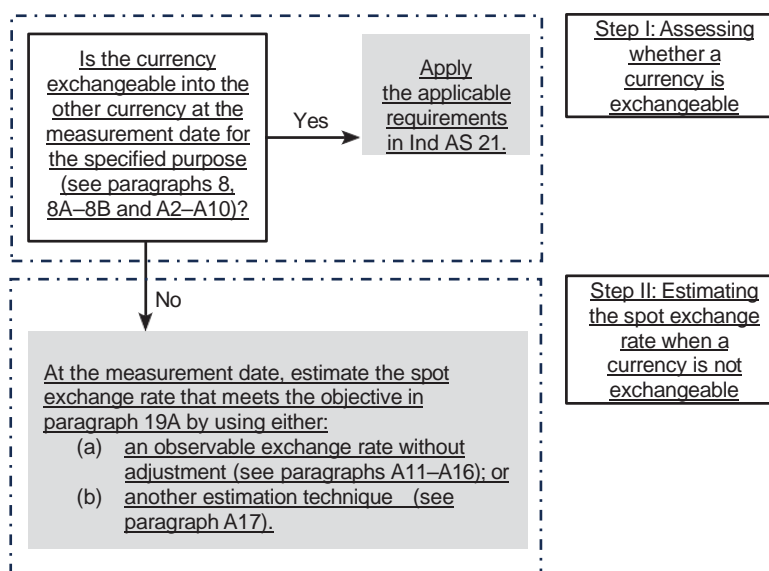 Is the currency
exchangeable into the
other currency at the
measurement date for
the specified purpose
(see paragraphs 8,
8A–8B and A2–A10)?
Yes
Apply
the applicable
requirements
in Ind AS 21.
Step I: Assessing
whether a
currency is
exchangeable
No
At the measurement date, estimate the spot
exchange rate that meets the objective in
paragraph 19A by using either:
(a) an observable exchange rate without
adjustment (see paragraphs A11–A16); or
(b) another estimation technique (see
paragraph A17).
Step II: Estimating
the spot exchange
rate when a
currency is not
exchangeable